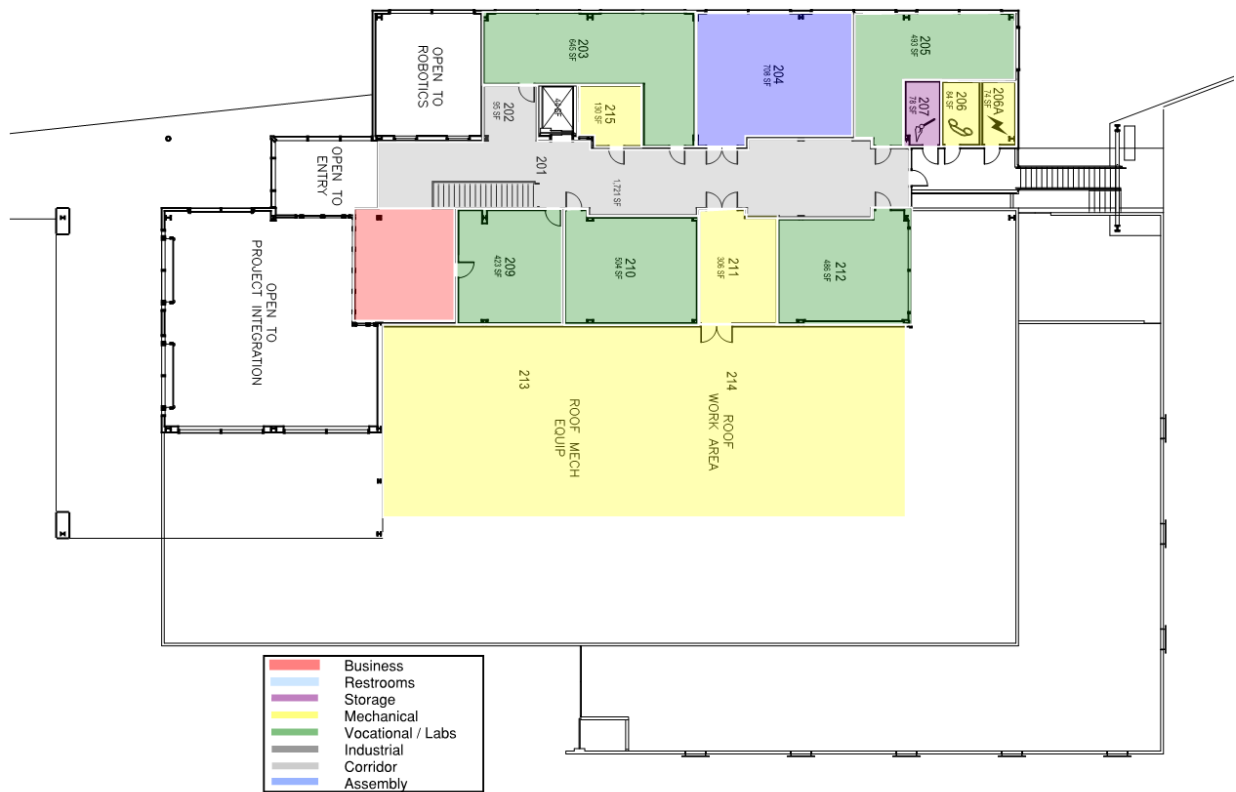 OPEN TO
ROBOTICS
203
645 SF
204
708 SF
205
493 SF
207
78 SF
206
84 SF
206A
74 SF
202
95 SF
215
130 SF
OPEN TO
ENTRY
201
1,721 SF
OPEN TO
PROJECT INTEGRATION
209
423 SF
210
504 SF
211
306 SF
212
486 SF
213
ROOF MECH
EQUIP
214
ROOF
WORK AREA
Business
Restrooms
Storage
Mechanical
Vocational / Labs
Industrial
Corridor
Assembly